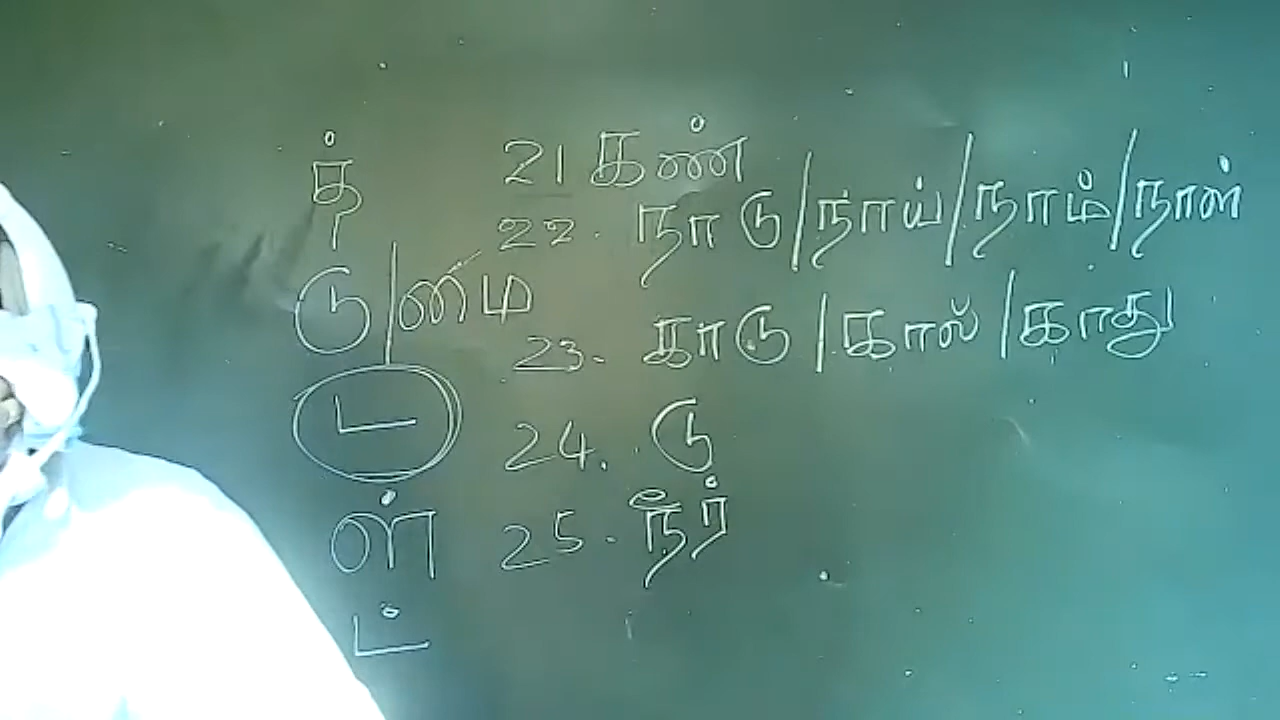 த்
டு/மை
ட
ள்
ட்
21 கண்
22. நாடு/நாய்/நாம்/நான்
23. காடு/கால்/காது
24. டு
25. நீர்